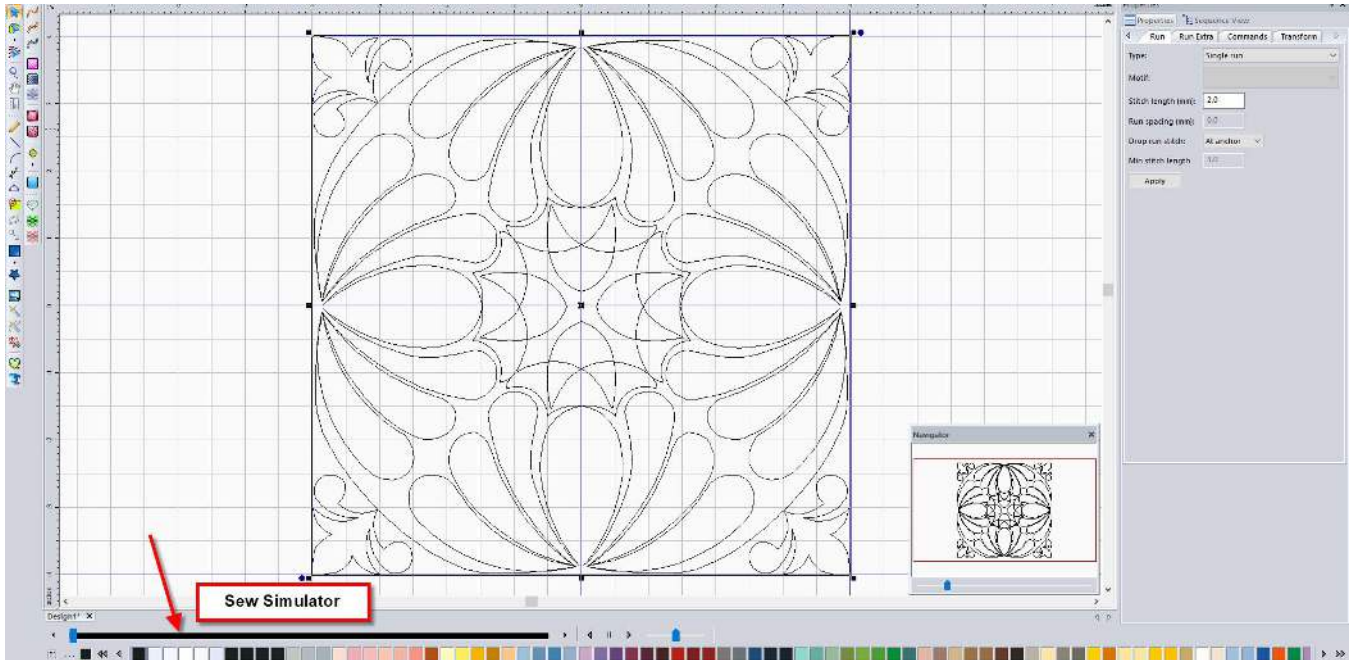 Properties
Properties Sequence View
Run Run Extra Commands Transform
Type: Single run
Motif:
Stitch length (mm): 2.0
Run spacing (mm): 0.0
Drop run stitch: At anchor
Min stitch length
Apply
Navigator
Sew Simulator
Design1*